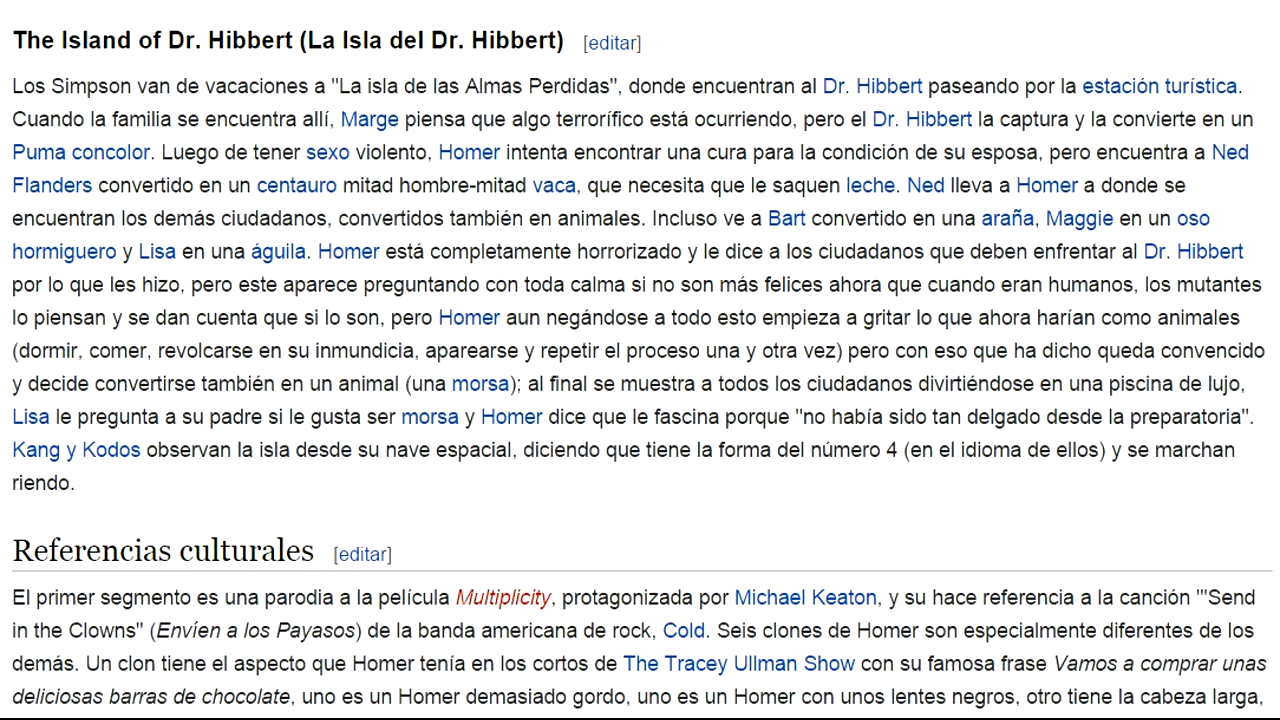 The Island of Dr. Hibbert (La Isla del Dr. Hibbert) [editar]
Los Simpson van de vacaciones a "La isla de las Almas Perdidas", donde encuentran al Dr. Hibbert paseando por la estación turística.
Cuando la familia se encuentra allí, Marge piensa que algo terrorífico está ocurriendo, pero el Dr. Hibbert la captura y la convierte en un
Puma concolor. Luego de tener sexo violento, Homer intenta encontrar una cura para la condición de su esposa, pero encuentra a Ned
Flanders convertido en un centauro mitad hombre-mitad vaca, que necesita que le saquen leche. Ned lleva a Homer a donde se
encuentran los demás ciudadanos, convertidos también en animales. Incluso ve a Bart convertido en una araña, Maggie en un oso
hormiguero y Lisa en una águila. Homer está completamente horrorizado y le dice a los ciudadanos que deben enfrentar al Dr. Hibbert
por lo que les hizo, pero este aparece preguntando con toda calma si no son más felices ahora que cuando eran humanos, los mutantes
lo piensan y se dan cuenta que si lo son, pero Homer aun negándose a todo esto empieza a gritar lo que ahora harían como animales
(dormir, comer, revolcarse en su inmundicia, aparearse y repetir el proceso una y otra vez) pero con eso que ha dicho queda convencido
y decide convertirse también en un animal (una morsa); al final se muestra a todos los ciudadanos divirtiéndose en una piscina de lujo,
Lisa le pregunta a su padre si le gusta ser morsa y Homer dice que le fascina porque "no había sido tan delgado desde la preparatoria".
Kang y Kodos observan la isla desde su nave espacial, diciendo que tiene la forma del número 4 (en el idioma de ellos) y se marchan
riendo.
Referencias culturales [editar]
El primer segmento es una parodia a la película Multiplicity, protagonizada por Michael Keaton, y su hace referencia a la canción '"Send
in the Clowns" (Envíen a los Payasos) de la banda americana de rock, Cold. Seis clones de Homer son especialmente diferentes de los
demás. Un clon tiene el aspecto que Homer tenía en los cortos de The Tracey Ullman Show con su famosa frase Vamos a comprar unas
deliciosas barras de chocolate, uno es un Homer demasiado gordo, uno es un Homer con unos lentes negros, otro tiene la cabeza larga,